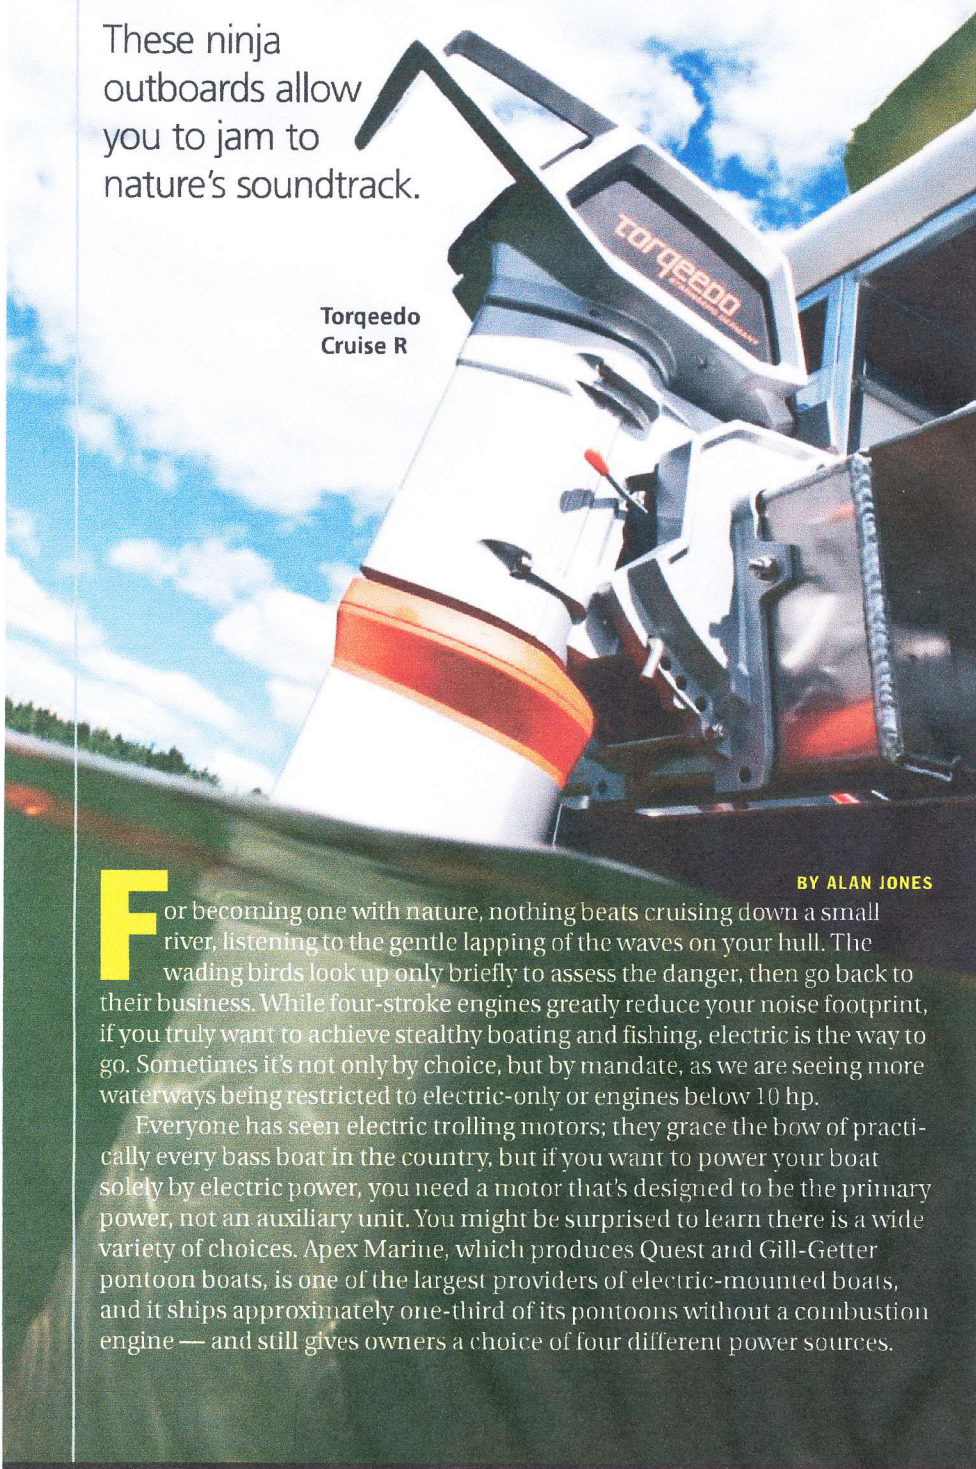 These ninja
outboards allow
you to jam to
nature's soundtrack.
Torqeedo
Cruise R
torqeedo
STARNBERG GERMANY
BY ALAN JONES
For becoming one with nature, nothing beats cruising down a small
river, listening to the gentle lapping of the waves on your hull. The
wading birds look up only briefly to assess the danger, then go back to
their business. While four-stroke engines greatly reduce your noise footprint,
if you truly want to achieve stealthy boating and fishing, electric is the way to
go. Sometimes it's not only by choice, but by mandate, as we are seeing more
waterways being restricted to electric-only or engines below 10 hp.
Everyone has seen electric trolling motors; they grace the bow of practi-
cally every bass boat in the country, but if you want to power your boat
solely by electric power, you need a motor that's designed to be the primary
power, not an auxiliary unit. You might be surprised to learn there is a wide
variety of choices. Apex Marine, which produces Quest and Gill-Getter
pontoon boats, is one of the largest providers of electric-mounted boats,
and it ships approximately one-third of its pontoons without a combustion
engine — and still gives owners a choice of four different power sources.